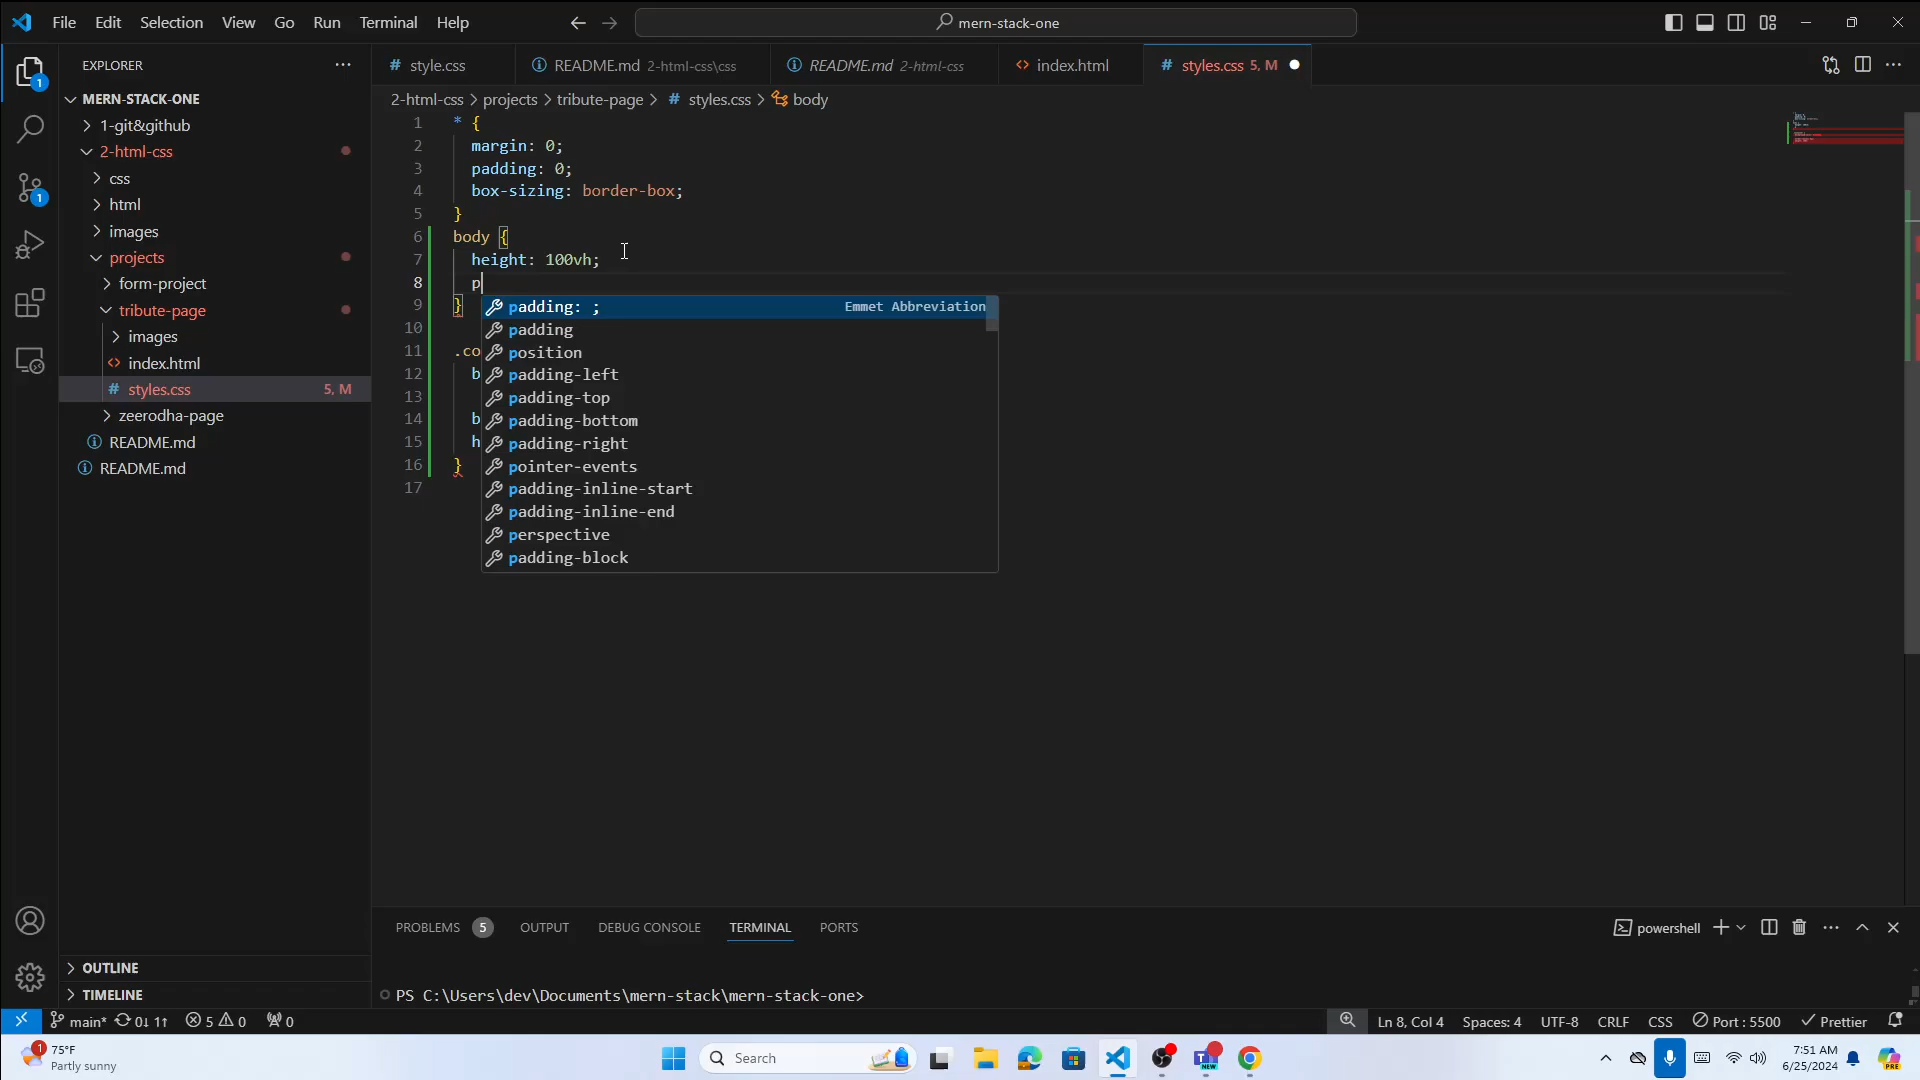 File Edit Selection View Go Run Terminal Help
mern-stack-one
EXPLORER
MERN-STACK-ONE
1-git&github
2-html-css
css
html
images
projects
form-project
tribute-page
images
index.html
styles.css 5, M
zeerodha-page
README.md
README.md
OUTLINE
TIMELINE
style.css
README.md 2-html-css\css
README.md 2-html-css
index.html
styles.css 5, M
2-html-css > projects > tribute-page > # styles.css > body
1 * {
2 margin: 0;
3 padding: 0;
4 box-sizing: border-box;
5 }
6 body {
7 height: 100vh;
8 p
9 }
10
11 .co
12 b
13
14 b
15 h
16 }
17
padding: ; Emmet Abbreviation
padding
position
padding-left
padding-top
padding-bottom
padding-right
pointer-events
padding-inline-start
padding-inline-end
perspective
padding-block
PROBLEMS 5 OUTPUT DEBUG CONSOLE TERMINAL PORTS
powershell
PS C:\Users\dev\Documents\mern-stack\mern-stack-one>
main* 0↓ 1↑ 5 0 0
Ln 8, Col 4 Spaces: 4 UTF-8 CRLF CSS Port : 5500 Prettier
1
75°F
Partly sunny
Search
NEW
7:51 AM
6/25/2024
PRE